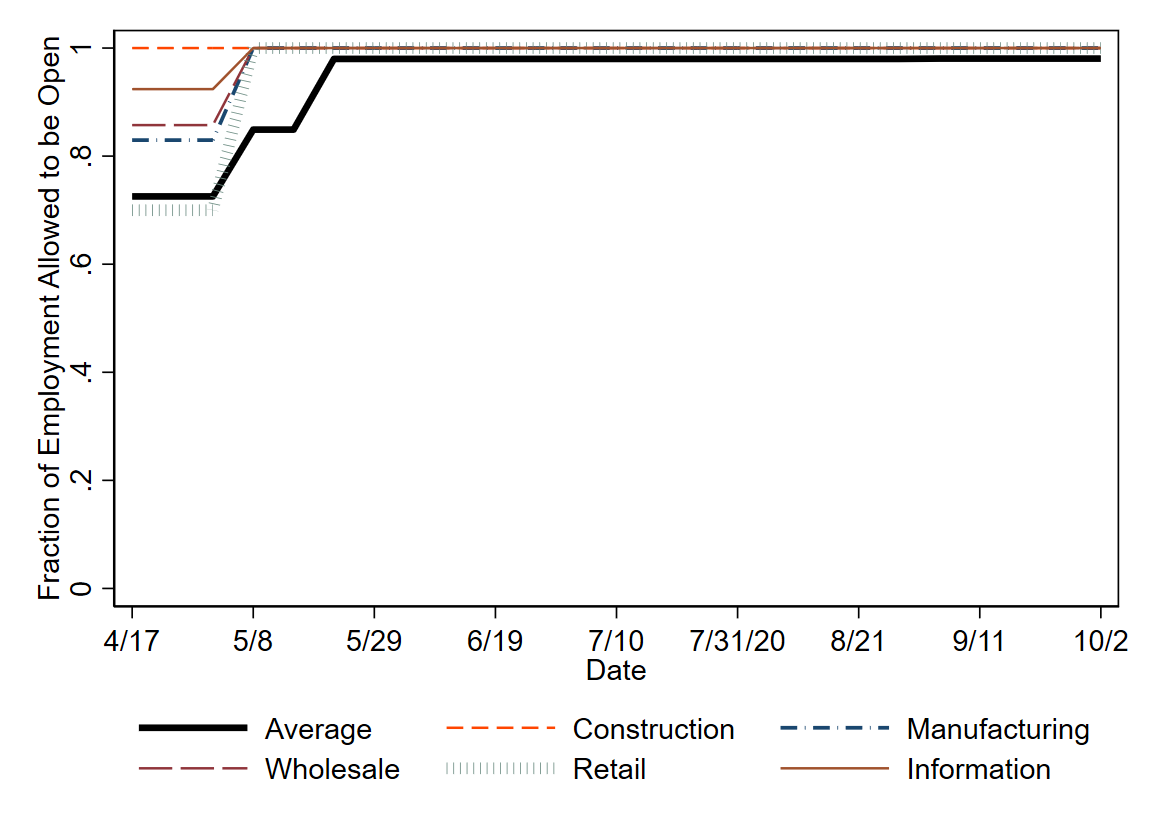 Fraction of Employment Allowed to be Open
1
.8
.6
.4
.2
0
4/17 5/8 5/29 6/19 7/10 7/31/20 8/21 9/11 10/2
Date
Average Construction Manufacturing
Wholesale Retail Information